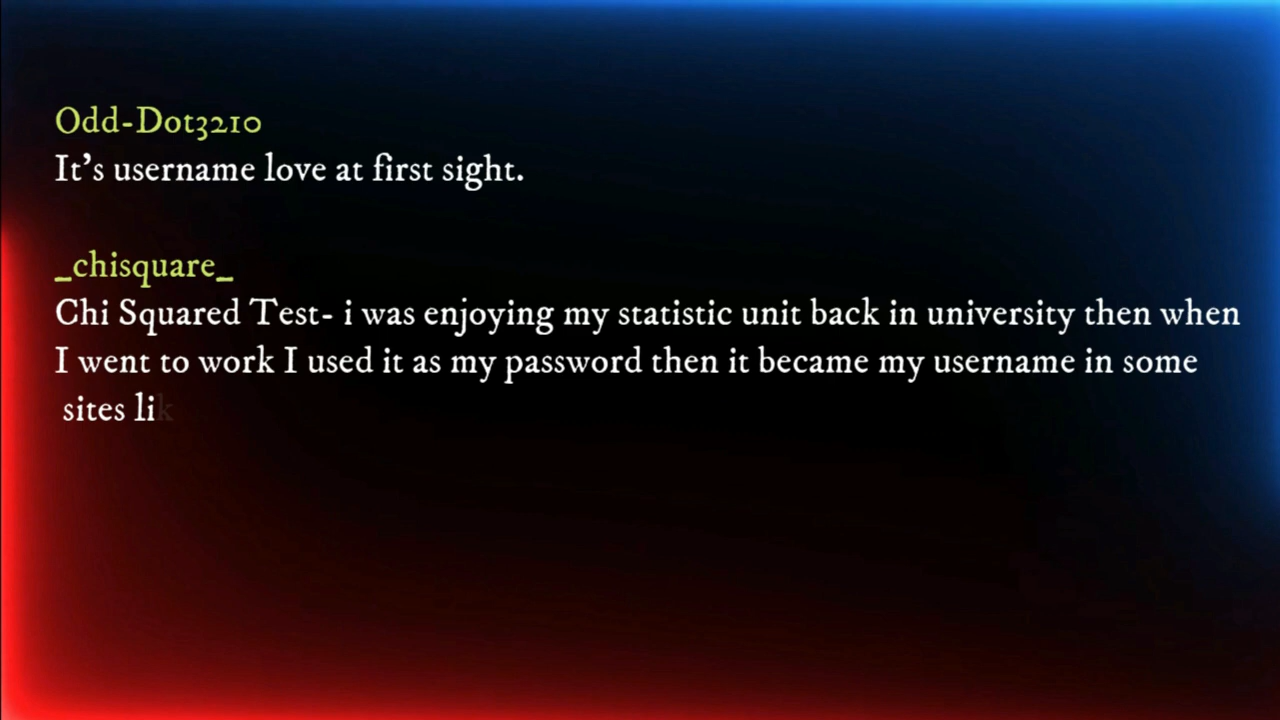 Odd-Dot3210
It's username love at first sight.
_chisquare_
Chi Squared Test- i was enjoying my statistic unit back in university then when
I went to work I used it as my password then it became my username in some
sites lik